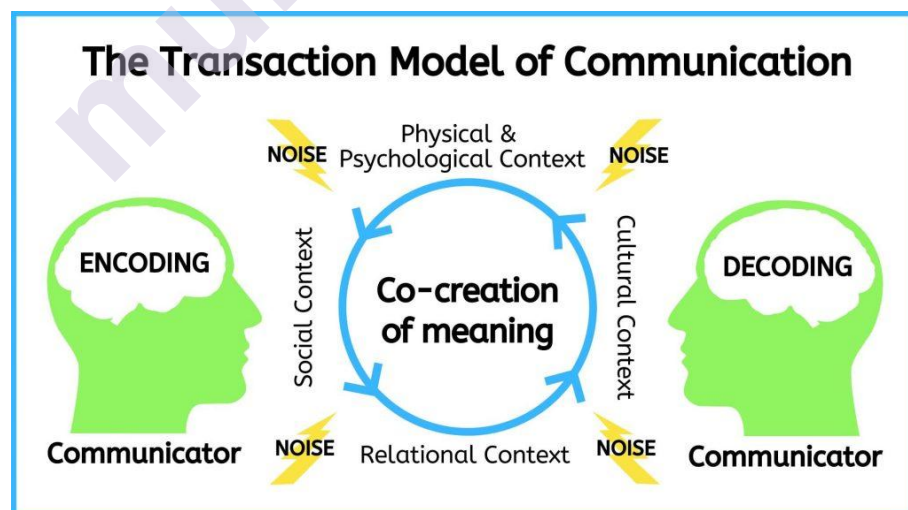 The Transaction Model of Communication
NOISE
Physical &
Psychological Context
NOISE
ENCODING
Social Context
Co-creation
of meaning
Cultural Context
DECODING
Communicator
NOISE
Relational Context
NOISE
Communicator